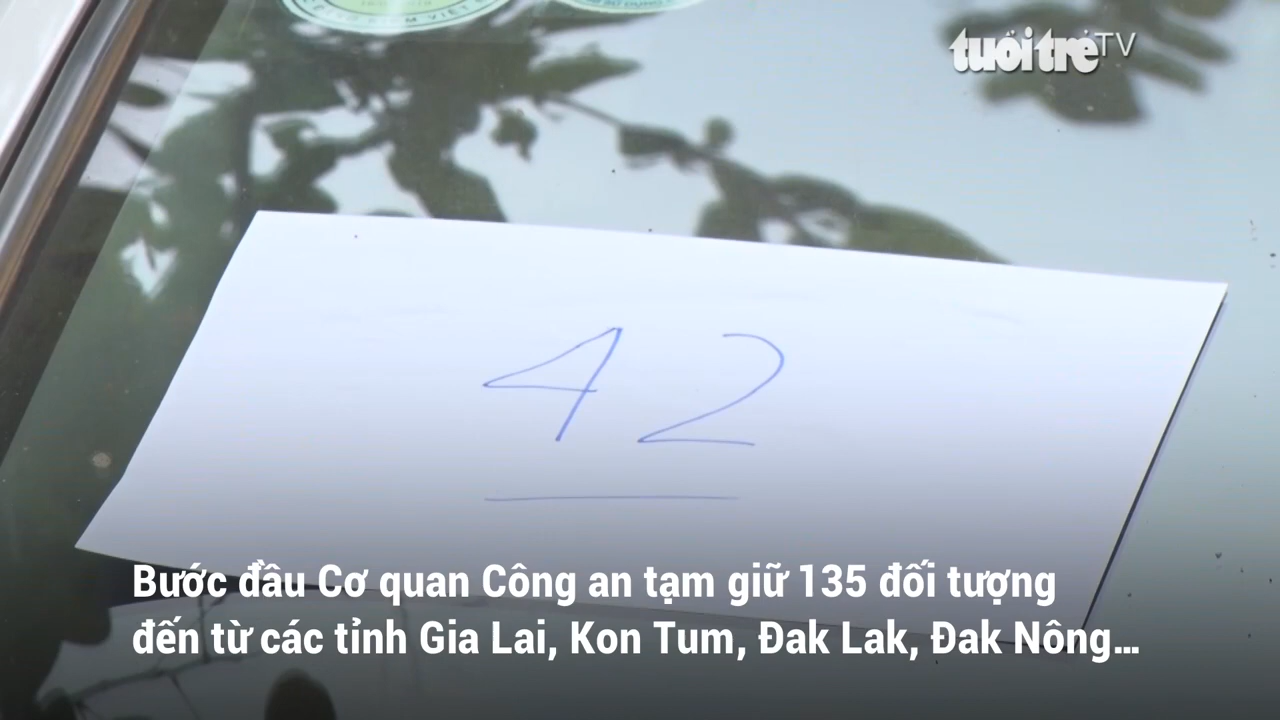 tuổi trẻ TV
42
Bước đầu Cơ quan Công an tạm giữ 135 đối tượng
đến từ các tỉnh Gia Lai, Kon Tum, Đak Lak, Đak Nông...